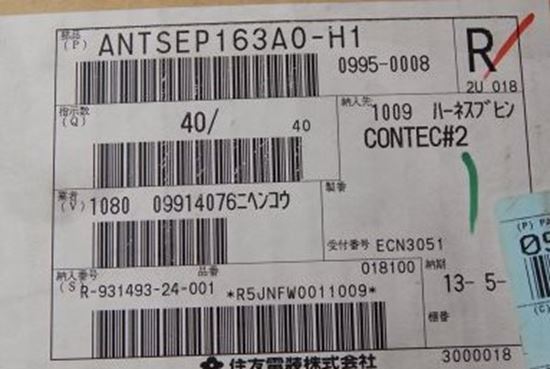 部品
(P) ANTSEP163A0-H1
0995-0008
R
2U 018
指示数
(Q) 40/ 40
納入先 1009 ハーネスブヒン
CONTEC#2
業者
(V) 1080 09914076ニヘンコウ
製番
受付番号 ECN3051
納入番号 品番 018100
(S) R-931493-24-001 *R5JNFW0011009*
納期
13- 5-
棚番
住友電装株式会社
3000018
(P)
(C)